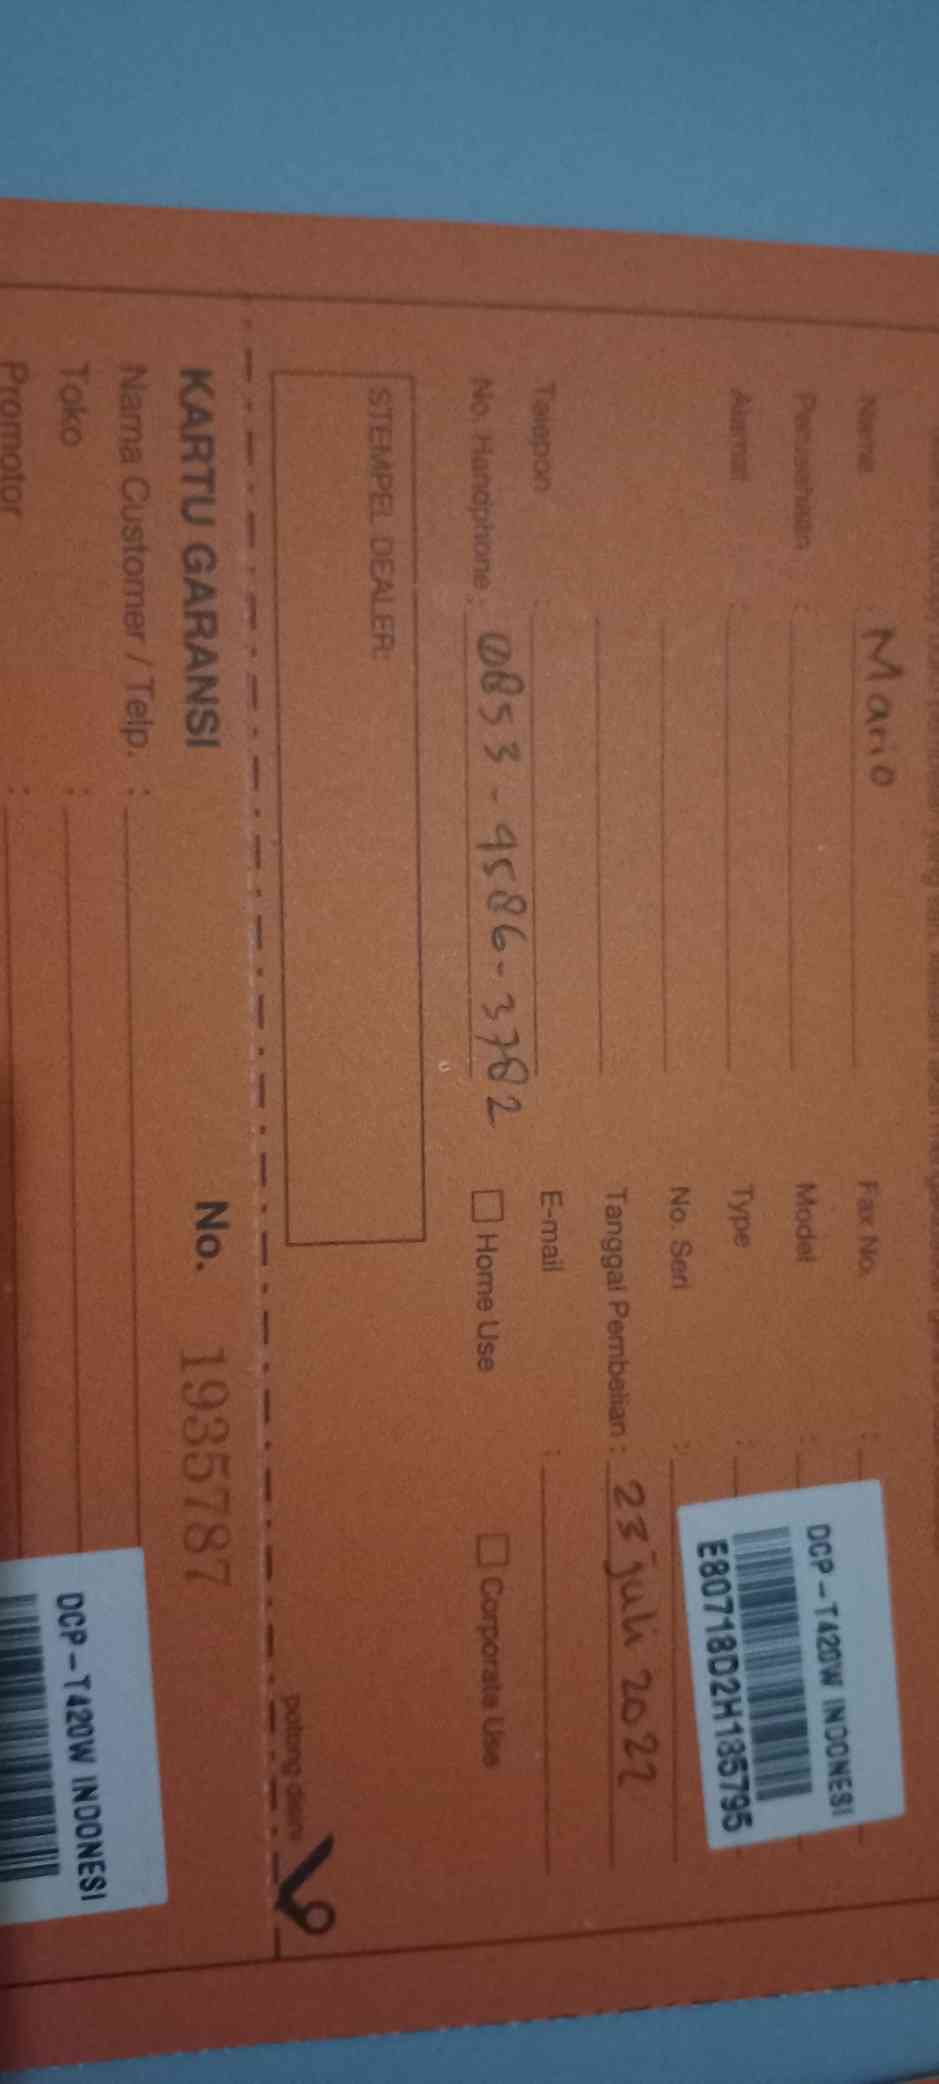 Nama : Mario
Fax No. :
Perusahaan :
Model :
DCP-T420W INDONESI
Alamat :
Type :
E80718D2H135795
No. Seri :
Tanggal Pembelian : 23 juli 2022
Telepon :
E-mail :
No. Handphone : 0853-9586-3782
Home Use
Corporate Use
STEMPEL DEALER:
potong disini
KARTU GARANSI
No. 1935787
Nama Customer / Telp. :
Toko :
DCP-T420W INDONESI
Promotor :